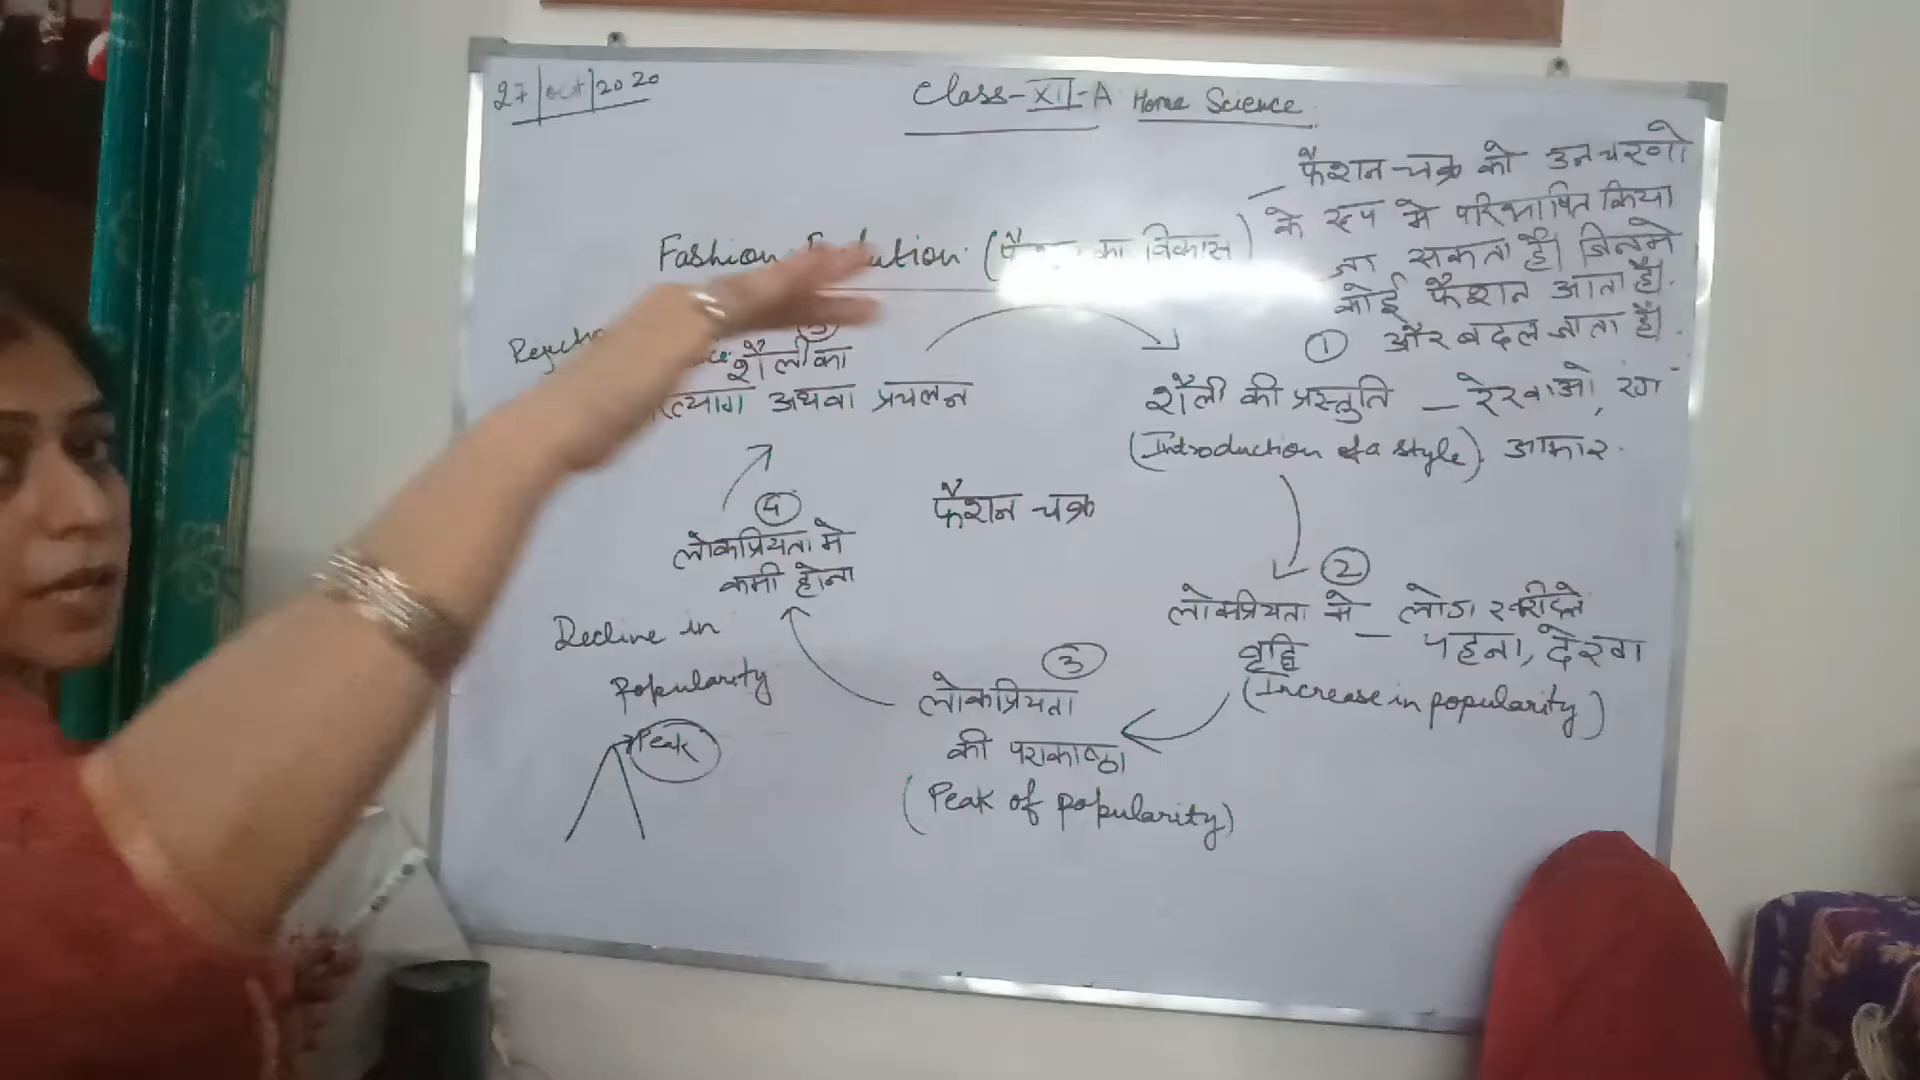 27/Oct/2020
Class-XII-A Home Science
फैशन-चक्र को उन चरणो
के रूप मे परिभाषित किया
जा सकता है। जिनमे
कोई फैशन आता है।
और बदल जाता है।
Fashion (का विकास)
①
शैली की प्रस्तुति - रेखाओ, रंग
(Introduction of a style) आकार.
②
लोकप्रियता मे - लोग खरीदते
वृद्धि - पहना, देखा
(Increase in popularity)
③
लोकप्रियता
की पराकाष्ठा
(Peak of popularity)
④
लोकप्रियता मे
कमी होना
Decline in
Popularity
Peak
शैली का
अथवा प्रचलन
फैशन-चक्र